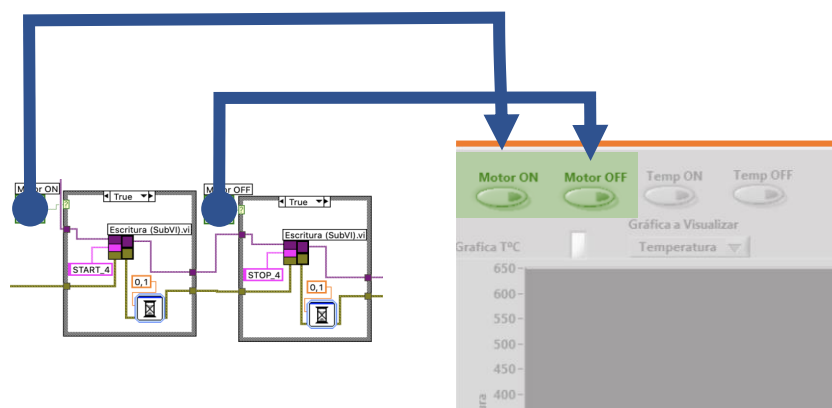 Motor ON
True
Escritura (SubVI).vi
START_4
0,1
Motor OFF
True
Escritura (SubVI).vi
STOP_4
0,1
Motor ON
Motor OFF
Temp ON
Temp OFF
Gráfica a Visualizar
Grafica TºC
Temperatura
650
600
550
500
450
400